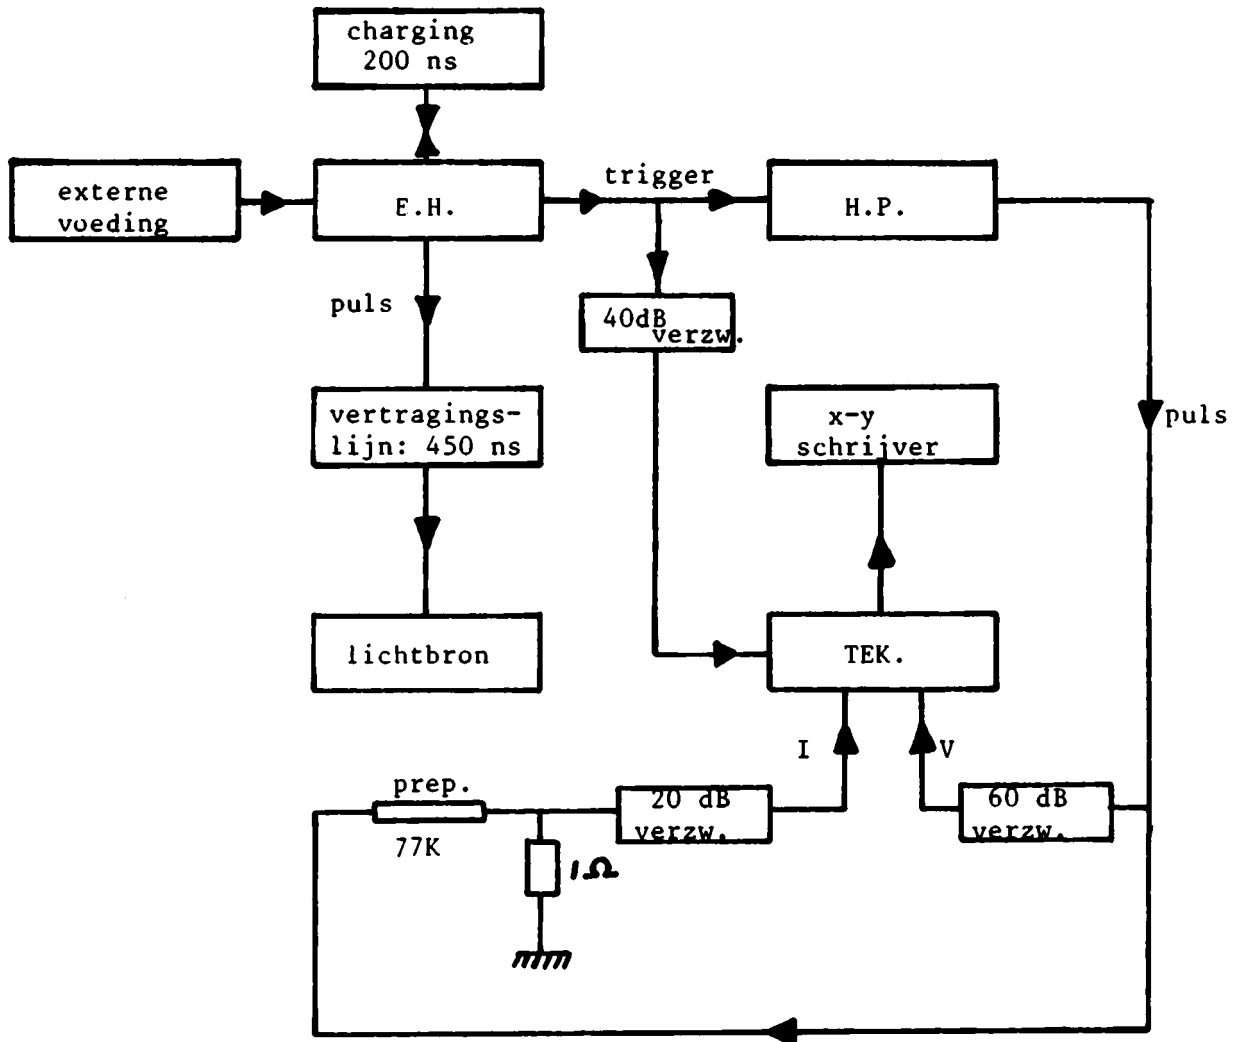 charging
200 ns
externe
voeding
E.H.
trigger
H.P.
puls
40dB
verzw.
vertragings-
lijn: 450 ns
x-y
schrijver
puls
lichtbron
TEK.
I
V
prep.
77K
20 dB
verzw.
60 dB
verzw.
1Ω